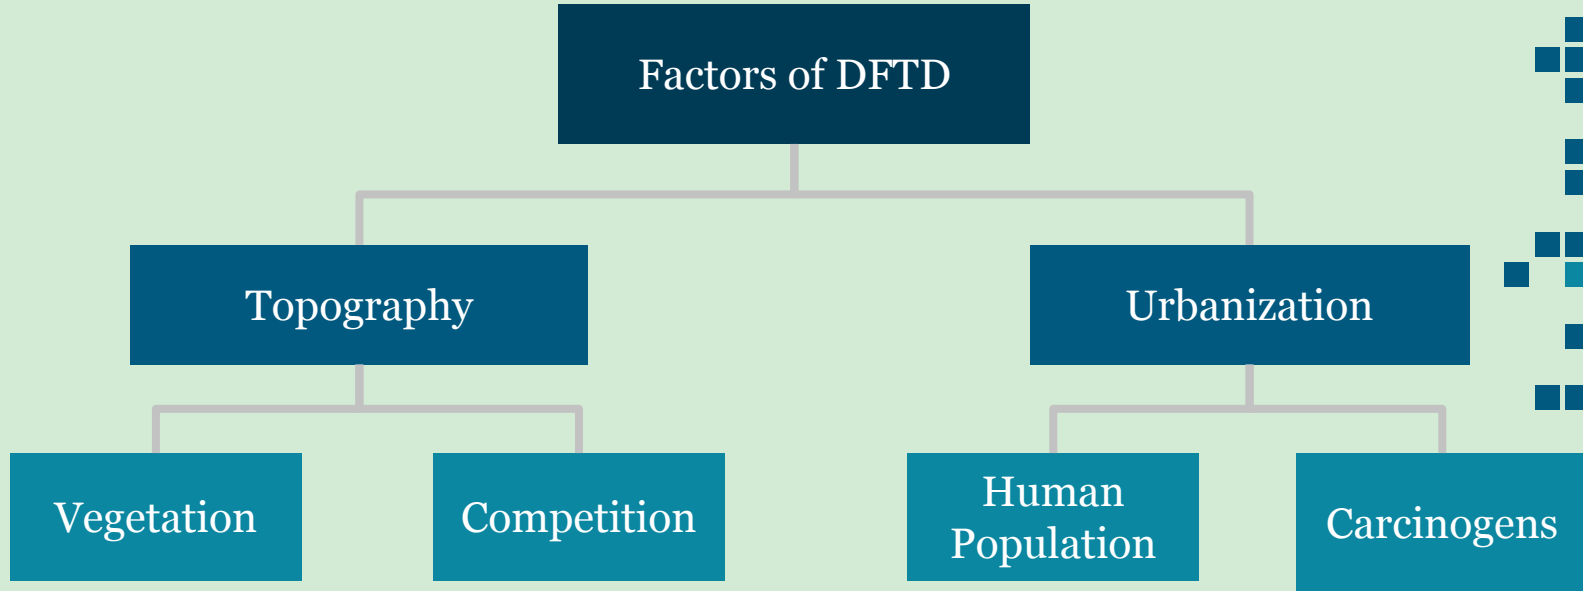 Factors of DFTD
Topography
Urbanization
Vegetation
Competition
Human
Population
Carcinogens